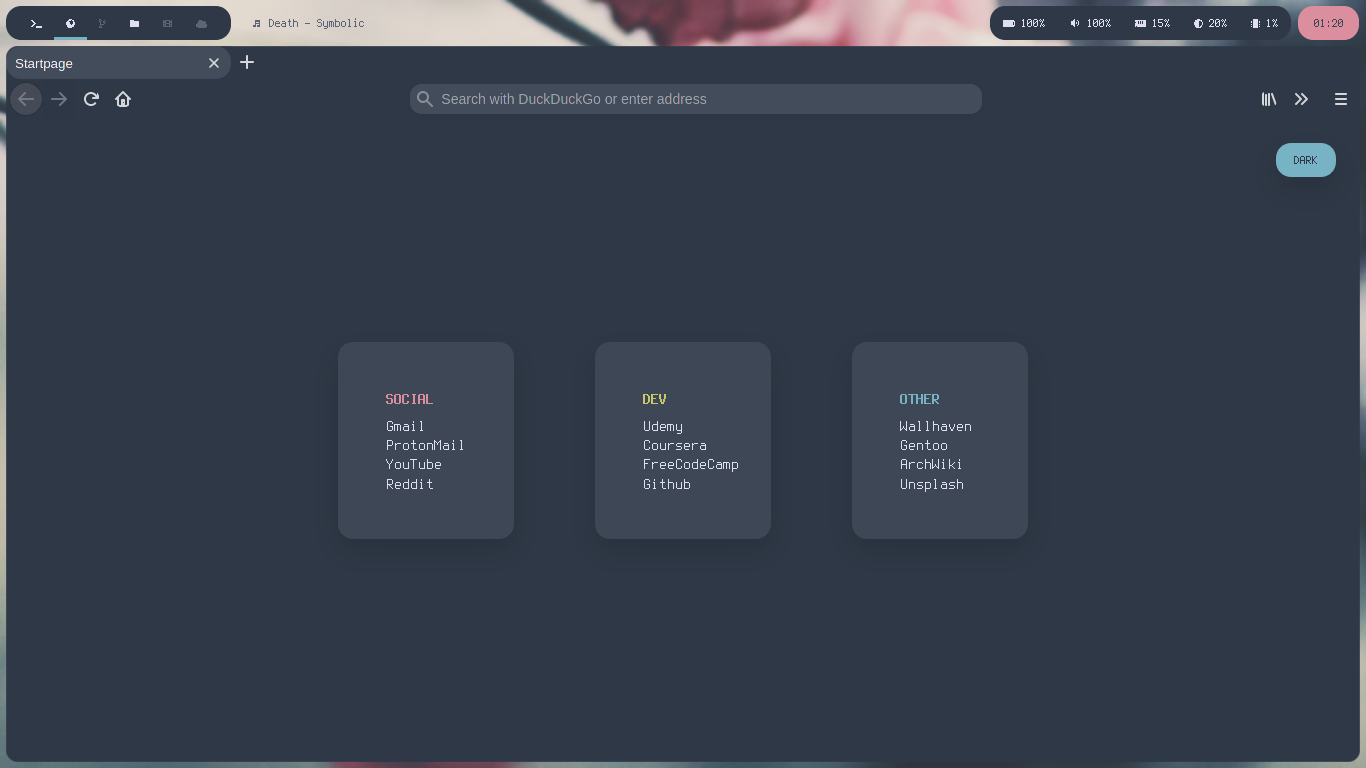 Death – Symbolic
100%
100%
15%
20%
1%
01:20
Startpage
Search with DuckDuckGo or enter address
DARK
SOCIAL
Gmail
ProtonMail
YouTube
Reddit
DEV
Udemy
Coursera
FreeCodeCamp
Github
OTHER
Wallhaven
Gentoo
ArchWiki
Unsplash